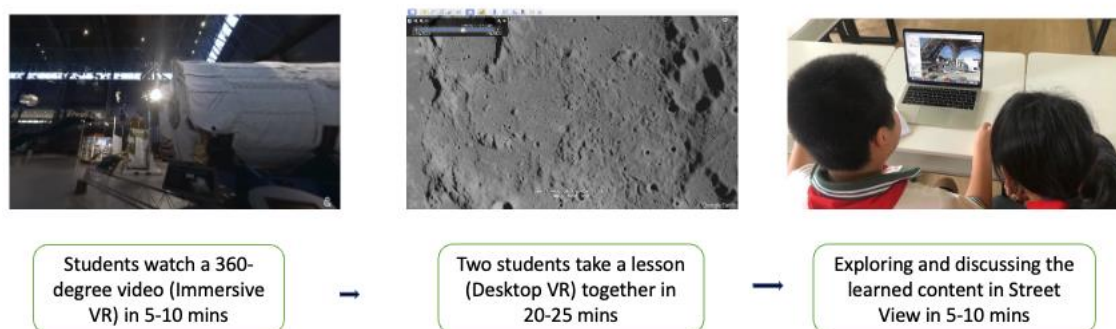 Students watch a 360-
degree video (Immersive
VR) in 5-10 mins
Two students take a lesson
(Desktop VR) together in
20-25 mins
Exploring and discussing the
learned content in Street
View in 5-10 mins